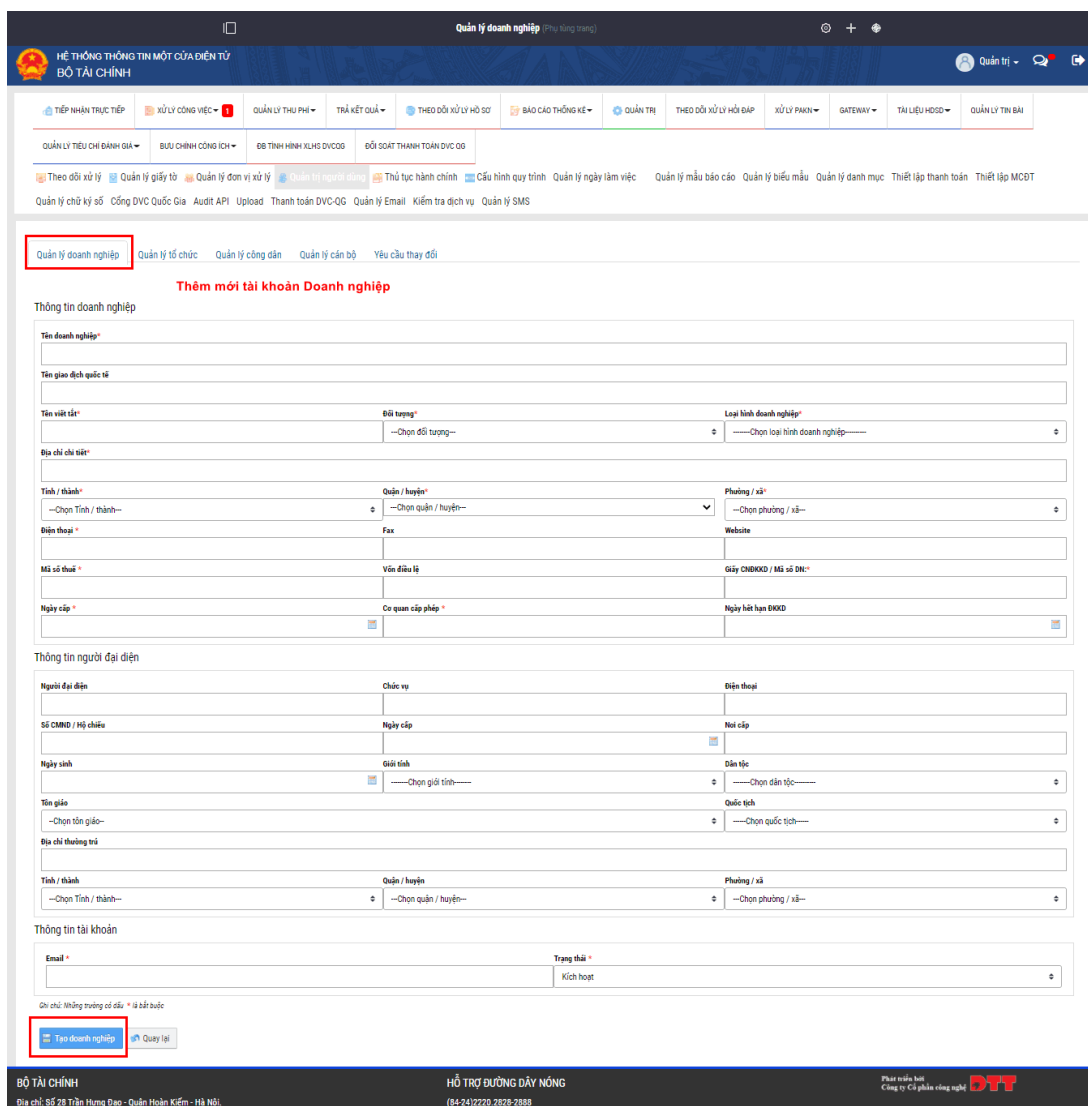 Quản lý doanh nghiệp (Phụ tùng trang)
HỆ THỐNG THÔNG TIN MỘT CỬA ĐIỆN TỬ
BỘ TÀI CHÍNH
Quản trị
TIẾP NHẬN TRỰC TIẾP XỬ LÝ CÔNG VIỆC 1 QUẢN LÝ THU PHÍ TRẢ KẾT QUẢ THEO DÕI XỬ LÝ HỒ SƠ BÁO CÁO THỐNG KÊ QUẢN TRỊ THEO DÕI XỬ LÝ HỎI ĐÁP XỬ LÝ PAKN GATEWAY TÀI LIỆU HDSD QUẢN LÝ TIN BÀI
QUẢN LÝ TIÊU CHÍ ĐÁNH GIÁ BƯU CHÍNH CÔNG ÍCH ĐB TÌNH HÌNH XLHS DVCQG ĐỐI SOÁT THANH TOÁN DVC QG
Theo dõi xử lý Quản lý giấy tờ Quản lý đơn vị xử lý Quản trị người dùng Thủ tục hành chính Cấu hình quy trình Quản lý ngày làm việc Quản lý mẫu báo cáo Quản lý biểu mẫu Quản lý danh mục Thiết lập thanh toán Thiết lập MCĐT
Quản lý chữ ký số Cổng DVC Quốc Gia Audit API Upload Thanh toán DVC-QG Quản lý Email Kiểm tra dịch vụ Quản lý SMS
Quản lý doanh nghiệp Quản lý tổ chức Quản lý công dân Quản lý cán bộ Yêu cầu thay đổi
Thêm mới tài khoản Doanh nghiệp
Thông tin doanh nghiệp
Tên doanh nghiệp*
Tên giao dịch quốc tế
Tên viết tắt* Đối tượng* Loại hình doanh nghiệp*
---Chọn đối tượng--- -------Chọn loại hình doanh nghiệp---------
Địa chỉ chi tiết*
Tỉnh / thành* Quận / huyện* Phường / xã*
---Chọn Tỉnh / thành--- ---Chọn quận / huyện--- ---Chọn phường / xã---
Điện thoại * Fax Website
Mã số thuế * Vốn điều lệ Giấy CNĐKKD / Mã số DN:*
Ngày cấp * Cơ quan cấp phép * Ngày hết hạn ĐKKD
Thông tin người đại diện
Người đại diện Chức vụ Điện thoại
Số CMND / Hộ chiếu Ngày cấp Nơi cấp
Ngày sinh Giới tính Dân tộc
--------Chọn giới tính-------- --------Chọn dân tộc----------
Tôn giáo Quốc tịch
--Chọn tôn giáo-- ------Chọn quốc tịch------
Địa chỉ thường trú
Tỉnh / thành Quận / huyện Phường / xã
---Chọn Tỉnh / thành--- ---Chọn quận / huyện--- ---Chọn phường / xã---
Thông tin tài khoản
Email * Trạng thái *
Kích hoạt
Ghi chú: Những trường có dấu * là bắt buộc
Tạo doanh nghiệp Quay lại
BỘ TÀI CHÍNH HỖ TRỢ ĐƯỜNG DÂY NÓNG Phát triển bởi
Công ty Cổ phần công nghệ DTT
Địa chỉ: Số 28 Trần Hưng Đạo - Quận Hoàn Kiếm - Hà Nội. (84-24)2220.2828-2888